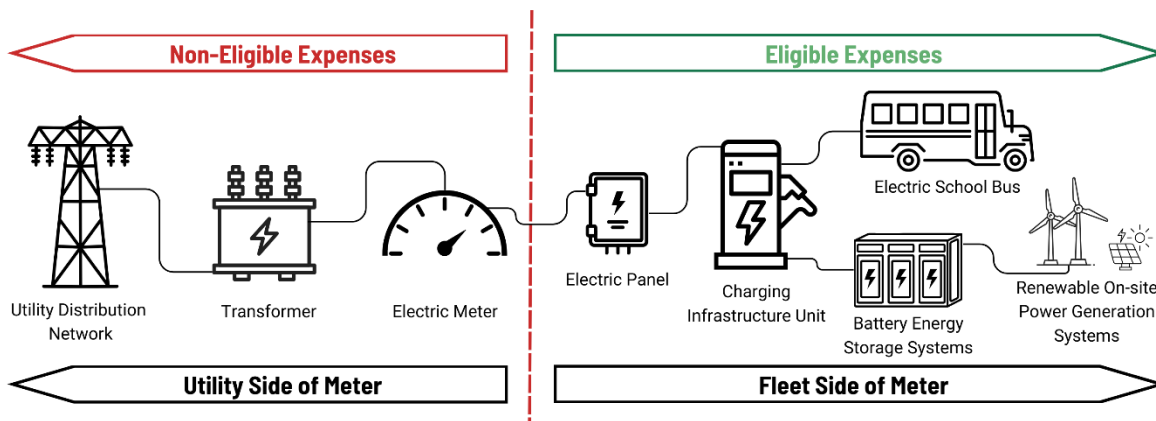 Non-Eligible Expenses
Eligible Expenses
Electric School Bus
Utility Distribution
Network
Transformer
Electric Meter
Electric Panel
Charging
Infrastructure Unit
Battery Energy
Storage Systems
Renewable On-site
Power Generation
Systems
Utility Side of Meter
Fleet Side of Meter